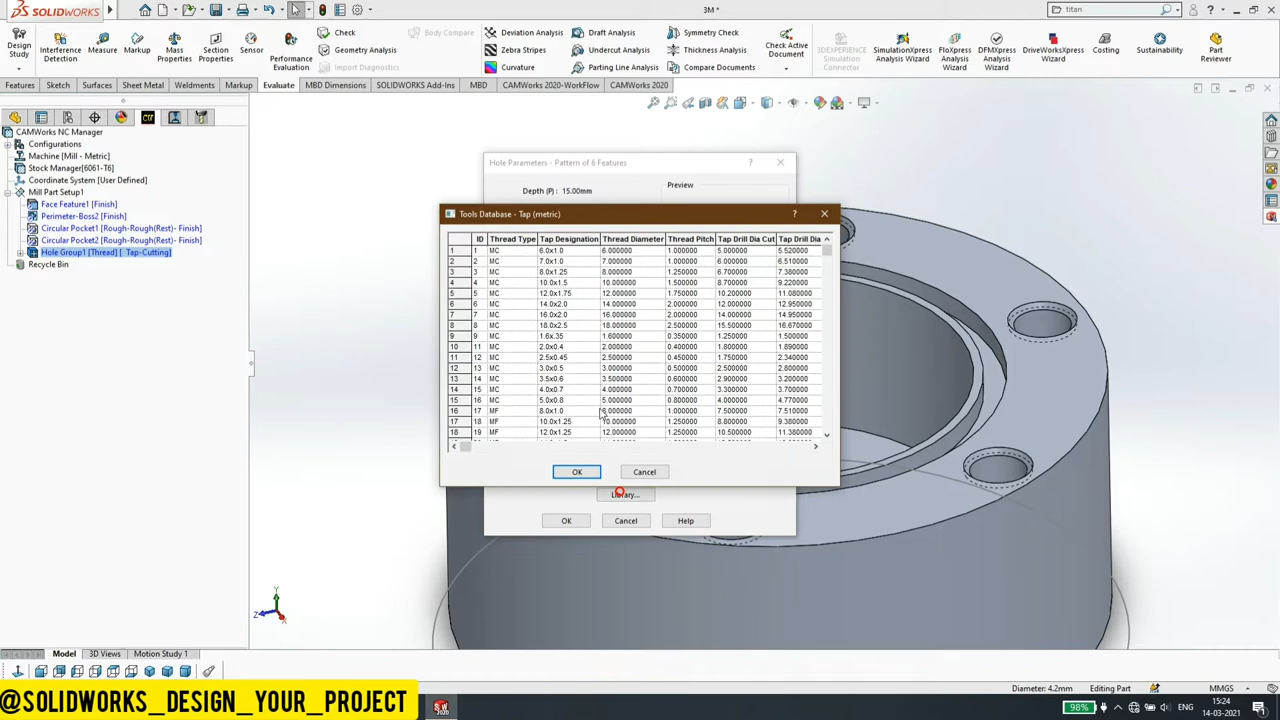 SOLIDWORKS
3M *
titan
Design Study
Interference Detection
Measure
Markup
Mass Properties
Section Properties
Sensor
Performance Evaluation
Check
Geometry Analysis
Import Diagnostics
Body Compare
Deviation Analysis
Zebra Stripes
Curvature
Draft Analysis
Undercut Analysis
Parting Line Analysis
Symmetry Check
Thickness Analysis
Compare Documents
Check Active Document
3DEXPERIENCE Simulation Connector
SimulationXpress Analysis Wizard
FloXpress Analysis Wizard
DFMXpress Analysis Wizard
DriveWorksXpress Wizard
Costing
Sustainability
Part Reviewer
Features Sketch Surfaces Sheet Metal Weldments Markup Evaluate MBD Dimensions SOLIDWORKS Add-Ins MBD CAMWorks 2020-WorkFlow CAMWorks 2020
CAMWorks NC Manager
Configurations
Machine [Mill - Metric]
Stock Manager[6061-T6]
Coordinate System [User Defined]
Mill Part Setup1
Face Feature1 [Finish]
Perimeter-Boss2 [Finish]
Circular Pocket1 [Rough-Rough(Rest)- Finish]
Circular Pocket2 [Rough-Rough(Rest)- Finish]
Hole Group1 [Thread] [ Tap-Cutting]
Recycle Bin
Hole Parameters - Pattern of 6 Features
Depth (P) : 15.00mm
Preview
Tools Database - Tap (metric)
ID Thread Type Tap Designation Thread Diameter Thread Pitch Tap Drill Dia Cut Tap Drill Dia
1 1 MC 6.0x1.0 6.000000 1.000000 5.000000 5.520000
2 2 MC 7.0x1.0 7.000000 1.000000 6.000000 6.510000
3 3 MC 8.0x1.25 8.000000 1.250000 6.700000 7.380000
4 4 MC 10.0x1.5 10.000000 1.500000 8.700000 9.220000
5 5 MC 12.0x1.75 12.000000 1.750000 10.200000 11.080000
6 6 MC 14.0x2.0 14.000000 2.000000 12.000000 12.950000
7 7 MC 16.0x2.0 16.000000 2.000000 14.000000 14.950000
8 8 MC 18.0x2.5 18.000000 2.500000 15.500000 16.670000
9 9 MC 1.6x.35 1.600000 0.350000 1.250000 1.500000
10 11 MC 2.0x0.4 2.000000 0.400000 1.800000 1.890000
11 12 MC 2.5x0.45 2.500000 0.450000 1.750000 2.340000
12 13 MC 3.0x0.5 3.000000 0.500000 2.500000 2.800000
13 14 MC 3.5x0.6 3.500000 0.600000 2.900000 3.200000
14 15 MC 4.0x0.7 4.000000 0.700000 3.300000 3.500000
15 16 MC 5.0x0.8 5.000000 0.800000 4.000000 4.770000
16 17 MF 8.0x1.0 8.000000 1.000000 7.500000 7.510000
17 18 MF 10.0x1.25 10.000000 1.250000 8.800000 9.380000
18 19 MF 12.0x1.25 12.000000 1.250000 10.500000 11.380000
OK Cancel
Library...
OK Cancel Help
Z Y X
Model 3D Views Motion Study 1
Diameter: 4.2mm Editing Part MMGS
@SOLIDWORKS_DESIGN_YOUR_PROJECT
98%
ENG
15:24
14-03-2021